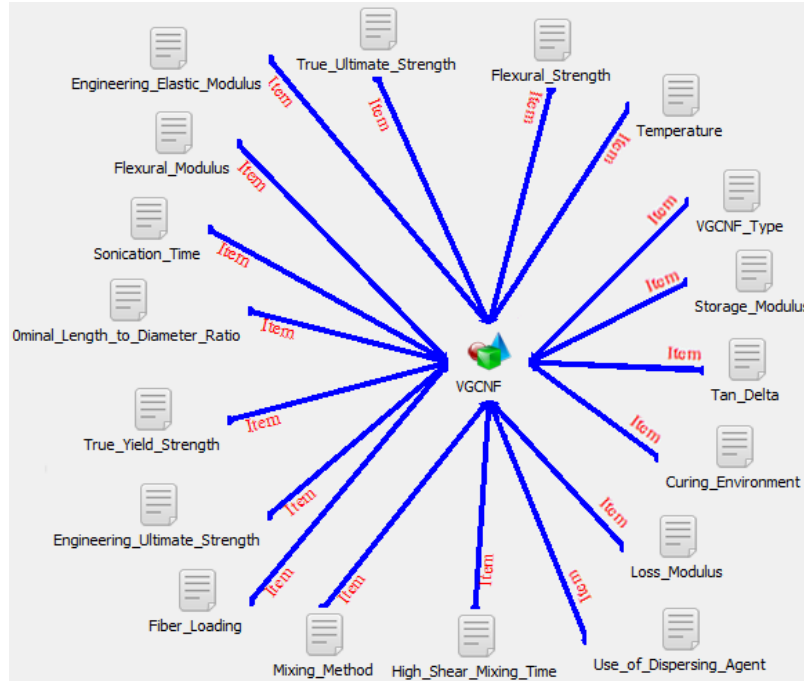 True_Ultimate_Strength
Flexural_Strength
Engineering_Elastic_Modulus
Item
Item
Item
Temperature
Item
Flexural_Modulus
Item
Item
VGCNF_Type
Sonication_Time
Item
Item
Storage_Modulus
0minal_Length_to_Diameter_Ratio
Item
Item
VGCNF
Tan_Delta
True_Yield_Strength
Item
Item
Curing_Environment
Engineering_Ultimate_Strength
Item
Item
Loss_Modulus
Fiber_Loading
Item
Item
Item
Item
Mixing_Method
High_Shear_Mixing_Time
Use_of_Dispersing_Agent